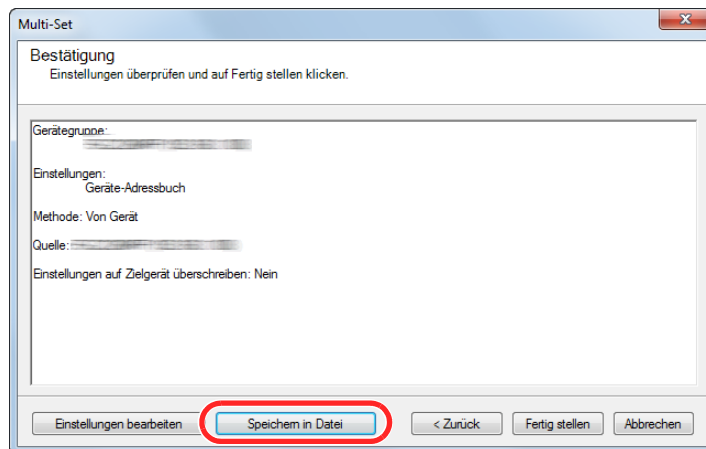 Multi-Set
Bestätigung
Einstellungen überprüfen und auf Fertig stellen klicken.
Gerätegruppe:
Einstellungen:
Geräte-Adressbuch
Methode: Von Gerät
Quelle:
Einstellungen auf Zielgerät überschreiben: Nein
Einstellungen bearbeiten
Speichern in Datei
< Zurück
Fertig stellen
Abbrechen